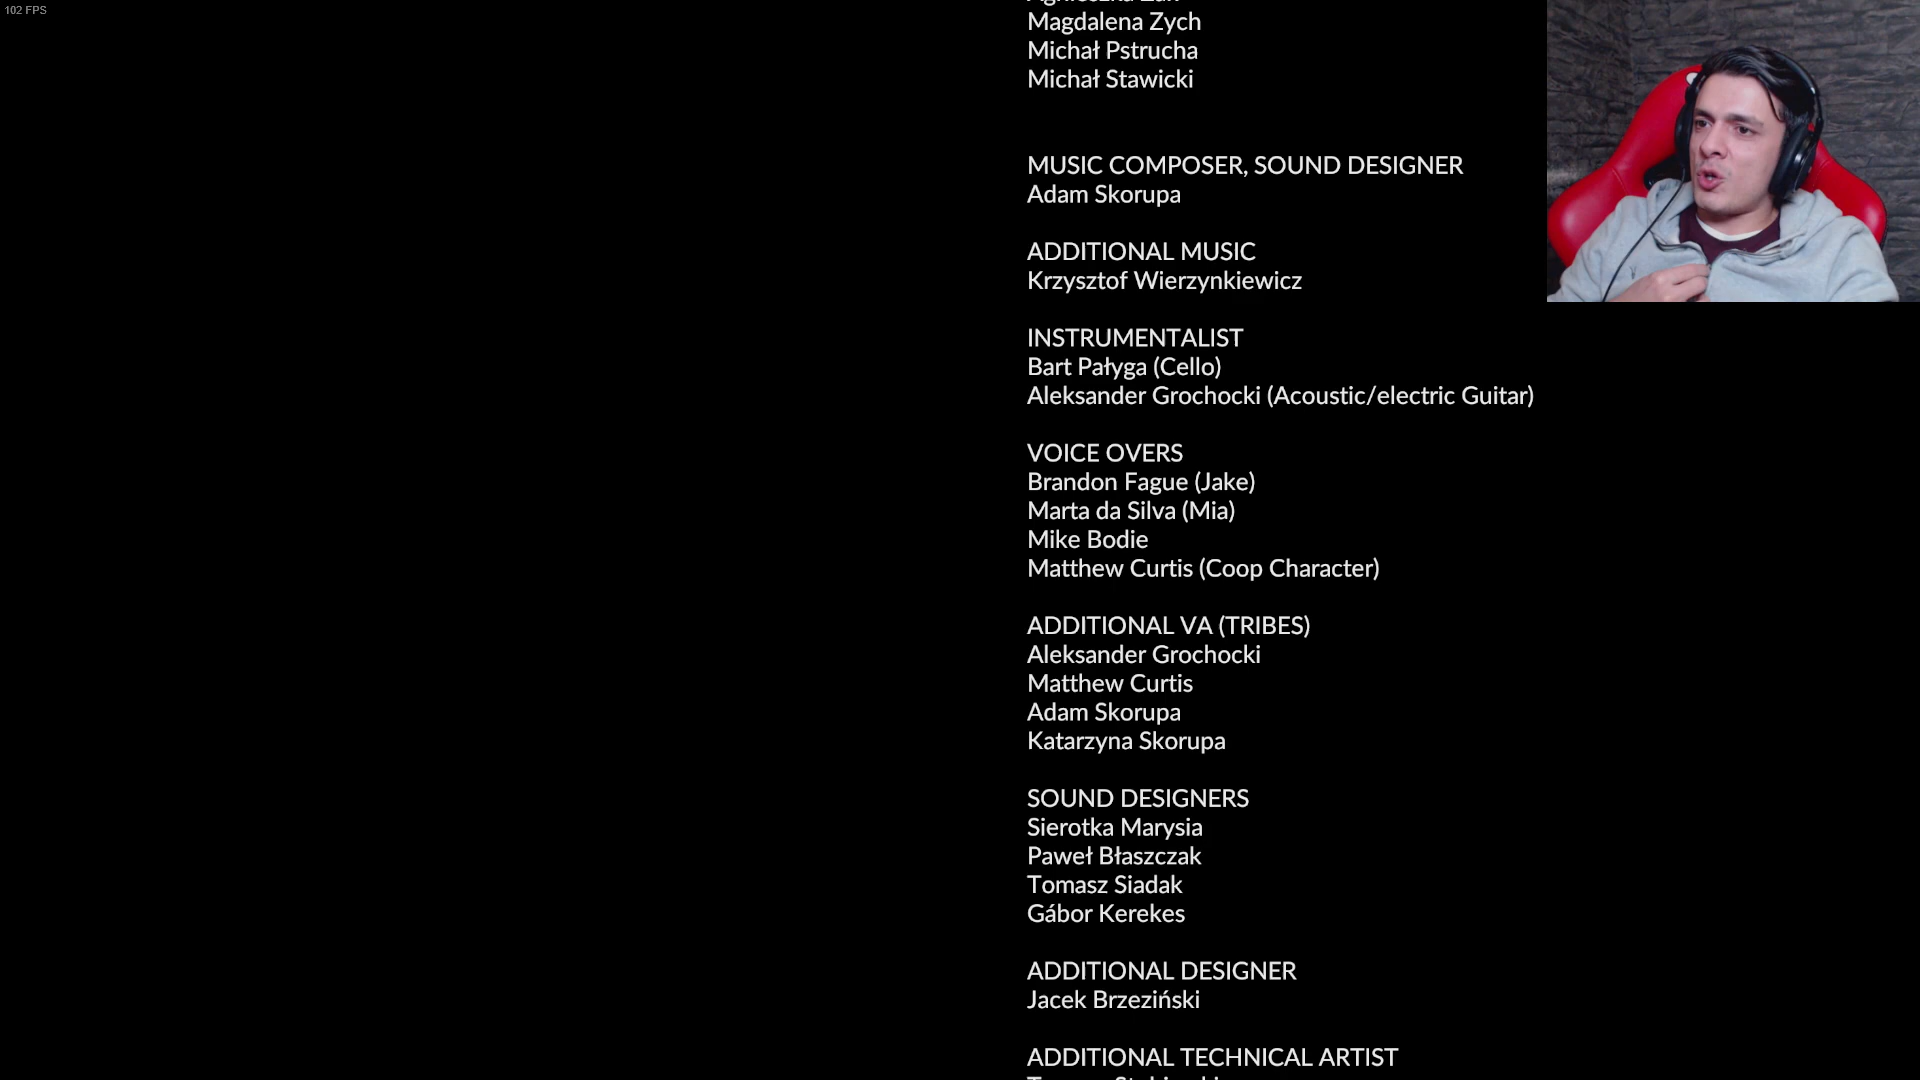 102 FPS
Magdalena Zych
Michał Pstrucha
Michał Stawicki
MUSIC COMPOSER, SOUND DESIGNER
Adam Skorupa
ADDITIONAL MUSIC
Krzysztof Wierzynkiewicz
INSTRUMENTALIST
Bart Pałyga (Cello)
Aleksander Grochocki (Acoustic/electric Guitar)
VOICE OVERS
Brandon Fague (Jake)
Marta da Silva (Mia)
Mike Bodie
Matthew Curtis (Coop Character)
ADDITIONAL VA (TRIBES)
Aleksander Grochocki
Matthew Curtis
Adam Skorupa
Katarzyna Skorupa
SOUND DESIGNERS
Sierotka Marysia
Paweł Błaszczak
Tomasz Siadak
Gábor Kerekes
ADDITIONAL DESIGNER
Jacek Brzeziński
ADDITIONAL TECHNICAL ARTIST